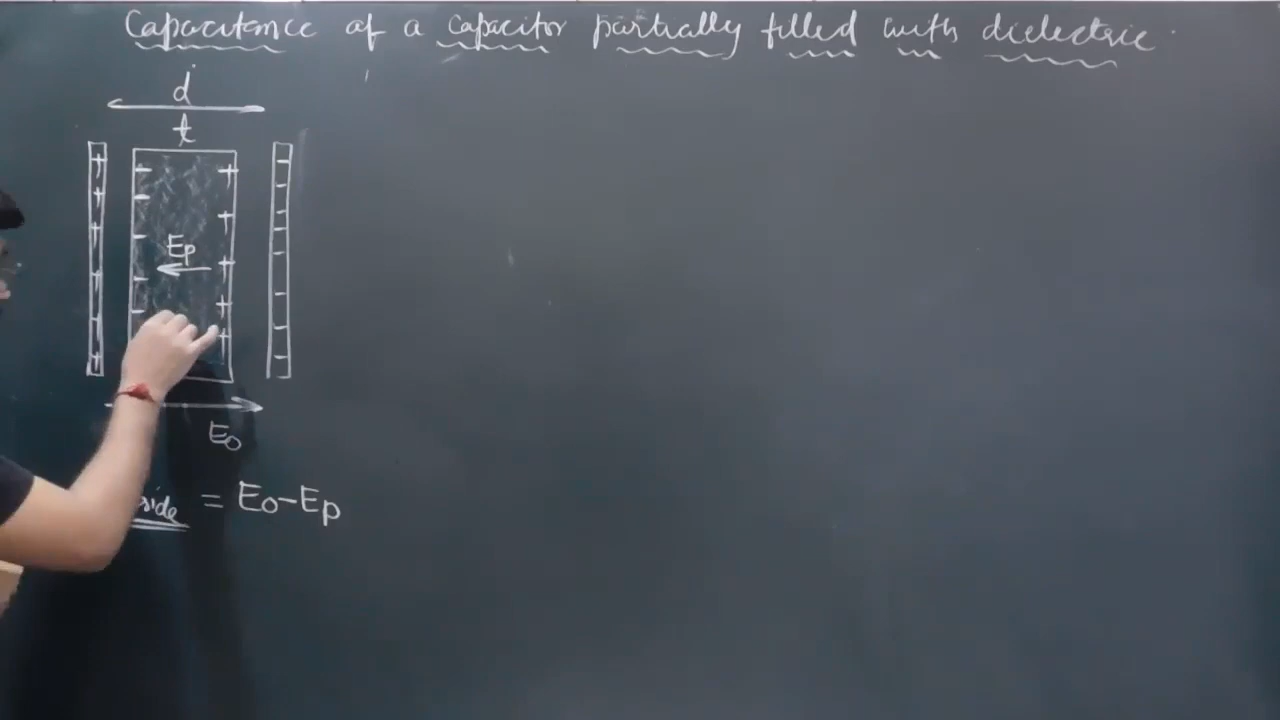 Capacitance of a capacitor partially filled with dielectric.
d
t
Ep
E0
= E0-Ep